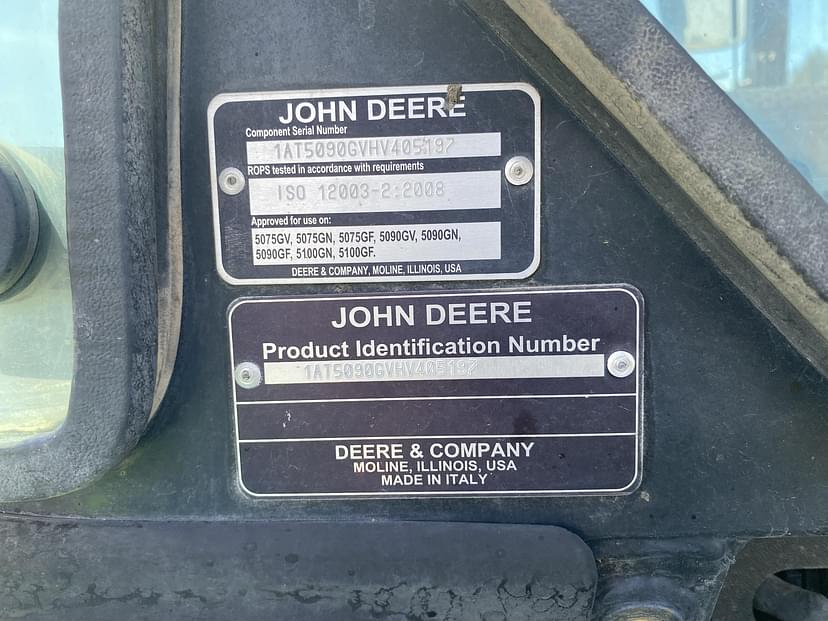 JOHN DEERE
Component Serial Number
1AT5090GVHV405197
ROPS tested in accordance with requirements
ISO 12003-2:2008
Approved for use on:
5075GV, 5075GN, 5075GF, 5090GV, 5090GN,
5090GF, 5100GN, 5100GF.
DEERE & COMPANY, MOLINE, ILLINOIS, USA
JOHN DEERE
Product Identification Number
1AT5090GVHV405197
DEERE & COMPANY
MOLINE, ILLINOIS, USA
MADE IN ITALY